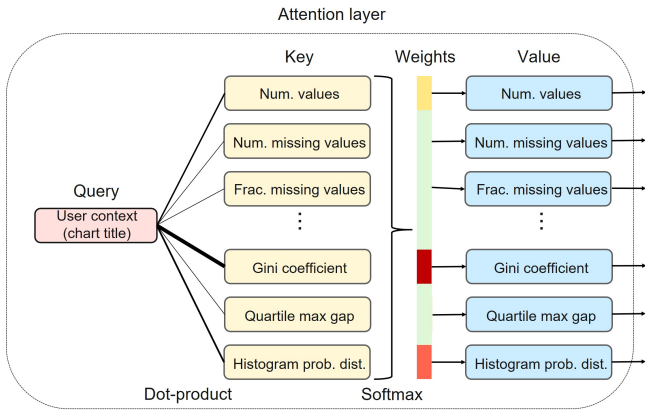 Attention layer
Key
Weights
Value
Num. values
Num. values
Num. missing values
Num. missing values
Query
Frac. missing values
Frac. missing values
User context
(chart title)
Gini coefficient
Gini coefficient
Quartile max gap
Quartile max gap
Histogram prob. dist.
Histogram prob. dist.
Dot-product
Softmax